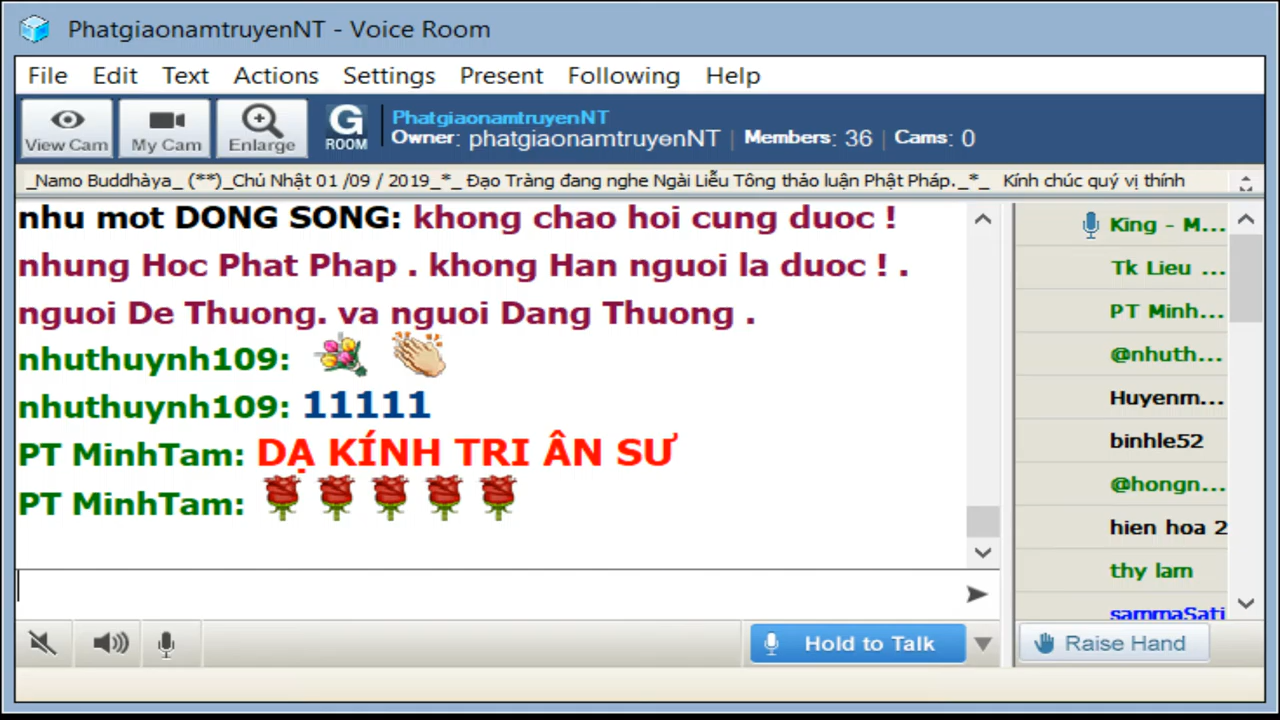 PhatgiaonamtruyenNT - Voice Room
File Edit Text Actions Settings Present Following Help
View Cam My Cam Enlarge G ROOM
PhatgiaonamtruyenNT
Owner: phatgiaonamtruyenNT | Members: 36 | Cams: 0
_Namo Buddhàya_ (**)_Chủ Nhật 01 /09 / 2019_*_ Đạo Tràng đang nghe Ngài Liễu Tông thảo luận Phật Pháp._*_ Kính chúc quý vị thính
nhu mot DONG SONG: khong chao hoi cung duoc !
nhung Hoc Phat Phap . khong Han nguoi la duoc ! .
nguoi De Thuong. va nguoi Dang Thuong .
nhuthuynh109:
nhuthuynh109: 11111
PT MinhTam: DẠ KÍNH TRI ÂN SƯ
PT MinhTam:
King - M...
Tk Lieu ...
PT Minh...
@nhuth...
Huyenm...
binhle52
@hongn...
hien hoa 2
thy lam
sammaSati
Hold to Talk
Raise Hand